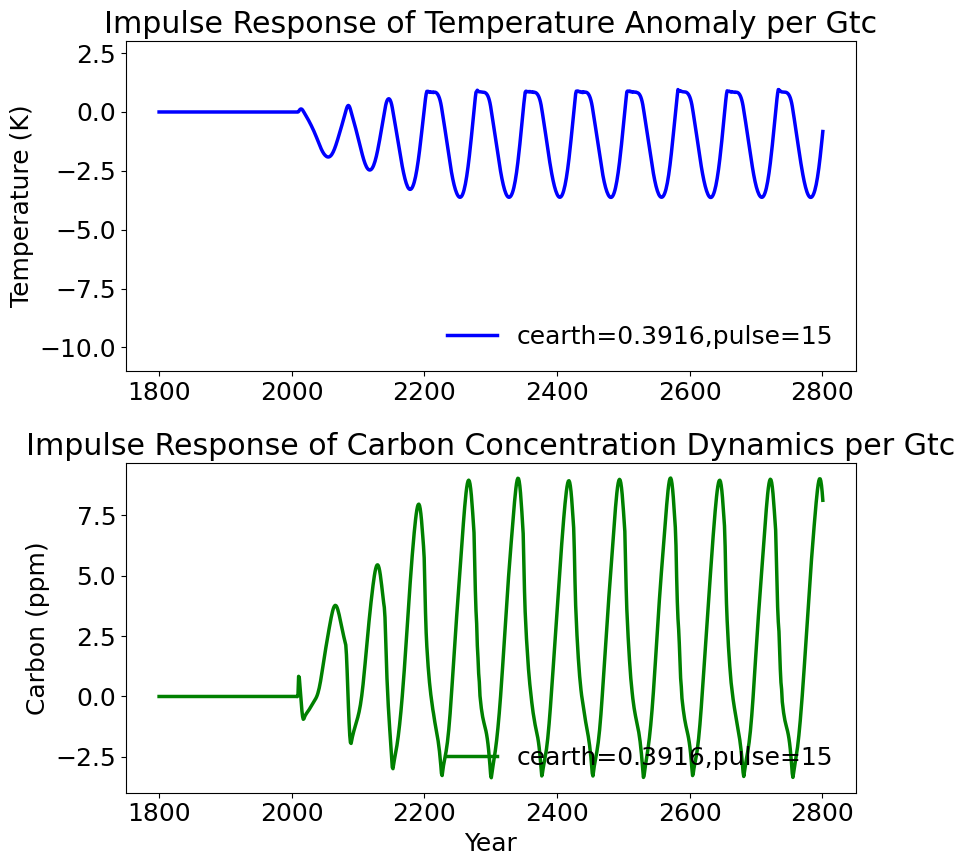 Impulse Response of Temperature Anomaly per Gtc
Temperature (K)
2.5
0.0
−2.5
−5.0
−7.5
−10.0
cearth=0.3916,pulse=15
1800 2000 2200 2400 2600 2800
Impulse Response of Carbon Concentration Dynamics per Gtc
Carbon (ppm)
7.5
5.0
2.5
0.0
−2.5
cearth=0.3916,pulse=15
1800 2000 2200 2400 2600 2800
Year